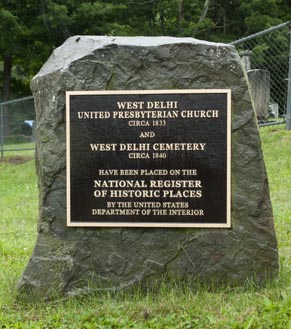 WEST DELHI
UNITED PRESBYTERIAN CHURCH
CIRCA 1833
AND
WEST DELHI CEMETERY
CIRCA 1840
HAVE BEEN PLACED ON THE
NATIONAL REGISTER
OF HISTORIC PLACES
BY THE UNITED STATES
DEPARTMENT OF THE INTERIOR